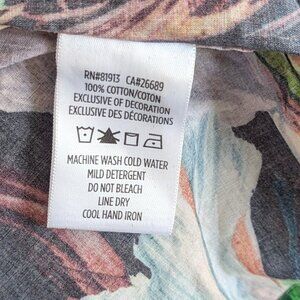 RN#81913 CA#26689
100% COTTON/COTON
EXCLUSIVE OF DECORATION
EXCLUSIVE DES DÉCORATIONS
MACHINE WASH COLD WATER
MILD DETERGENT
DO NOT BLEACH
LINE DRY
COOL HAND IRON